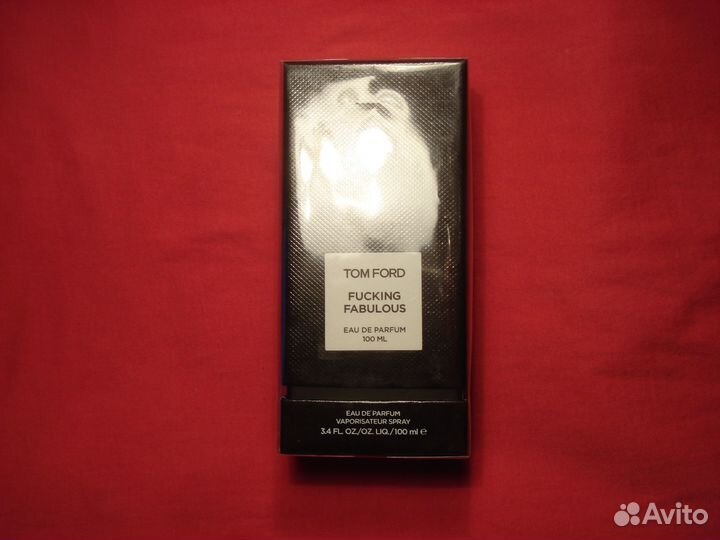 TOM FORD
FUCKING
FABULOUS
EAU DE PARFUM
100 ML
EAU DE PARFUM
VAPORISATEUR SPRAY
3.4 FL. OZ./OZ. LIQ./100 ml e
Avito